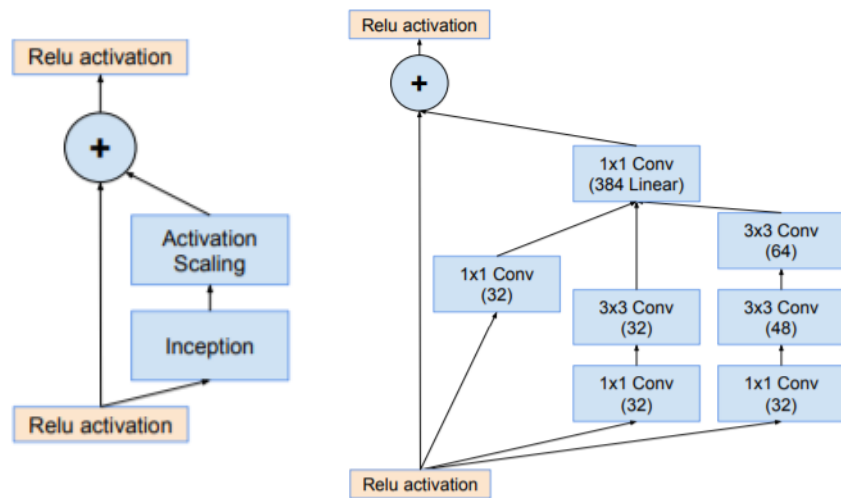 Relu activation
+
Activation
Scaling
Inception
Relu activation
Relu activation
+
1x1 Conv
(384 Linear)
1x1 Conv
(32)
3x3 Conv
(32)
1x1 Conv
(32)
3x3 Conv
(64)
3x3 Conv
(48)
1x1 Conv
(32)
Relu activation